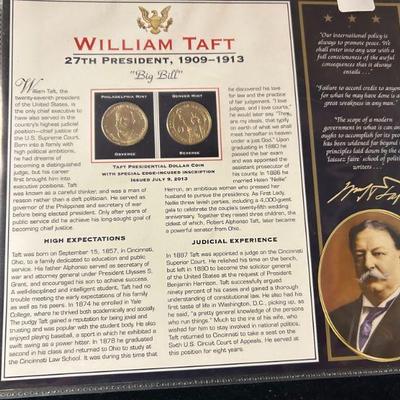 WILLIAM TAFT
27TH PRESIDENT, 1909–1913
"Big Bill"
William Taft, the
twenty-seventh president
of the United States, is the
only chief executive to
have also served in the
country's highest judicial
position—chief justice of
the U.S. Supreme Court.
Born into a family with
high political ambitions,
he had dreams of
becoming a distinguished
judge, but his career
first brought him into
executive positions. Taft
was known as a careful thinker, and was a man of
reason rather than a deft politician. He served as
governor of the Philippines and secretary of war
before being elected president. Only after years of
public service did he achieve his long-sought goal of
becoming chief justice.
PHILADELPHIA MINT
DENVER MINT
OBVERSE
REVERSE
TAFT PRESIDENTIAL DOLLAR COIN
WITH SPECIAL EDGE-INCUSED INSCRIPTION
ISSUED JULY 9, 2013
he discovered his love
for law and the practice
of fair judgement. "I love
judges, and I love courts,"
he would later say. "They
are my ideals, that typify
on earth of what we shall
meet hereafter in heaven
under a just God." Upon
graduating in 1880 he
passed the bar exam
and was appointed the
assistant prosecutor of
his county. In 1886 he
married Helen "Nellie"
Herron, an ambitious woman who pressed her
husband to pursue the presidency. As First Lady,
Nellie threw lavish parties, including a 4,000-guest
gala to celebrate the couple's twenty-fifth wedding
anniversary. Together they raised three children, the
oldest of which, Robert Alphonso Taft, later became
a powerful senator from Ohio.
HIGH EXPECTATIONS
Taft was born on September 15, 1857, in Cincinnati,
Ohio, to a family dedicated to education and public
service. His father Alphonso served as secretary of
war and attorney general under President Ulysses S.
Grant, and encouraged his son to achieve success.
A well-disciplined and intelligent student, Taft had no
trouble meeting the early expectations of his family
as well as his peers. In 1874 he enrolled in Yale
College, where he thrived both academically and socially.
The pudgy Taft gained a reputation for being jovial and
trusting and was popular with the student body. He also
enjoyed playing baseball, a sport in which he exhibited a
swift swing as a power hitter. In 1878 he graduated
second in his class and returned to Ohio to study at the
Cincinnati Law School. It was during this time that
JUDICIAL EXPERIENCE
In 1887 Taft was appointed a judge on the Cincinnati
Superior Court. He relished his time on the bench,
but left in 1890 to become the solicitor general
of the United States at the request of President
Benjamin Harrison. Taft successfully argued
ninety percent of his cases and gained a thorough
understanding of constitutional law. He also had his
first taste of life in Washington, D.C., picking up, as
he said, "a pretty general knowledge of the persons
who run things." Much to the ire of his wife, who
wished for him to stay involved in national politics,
Taft returned to Cincinnati to take a seat on the
Sixth U.S. Circuit Court of Appeals. He served at
this position for eight years.
"Our international policy is
always to promote peace. We
shall enter into any war with a
full consciousness of the awful
consequences that is always
entails . . ."
"Failure to accord credit to anyone
for what he may have done is a
great weakness in any man."
"The scope of a modern
government in what it can and
ought to accomplish for its people
has been widened far beyond the
principles laid down by the old
laissez faire school of political
writers . . ."